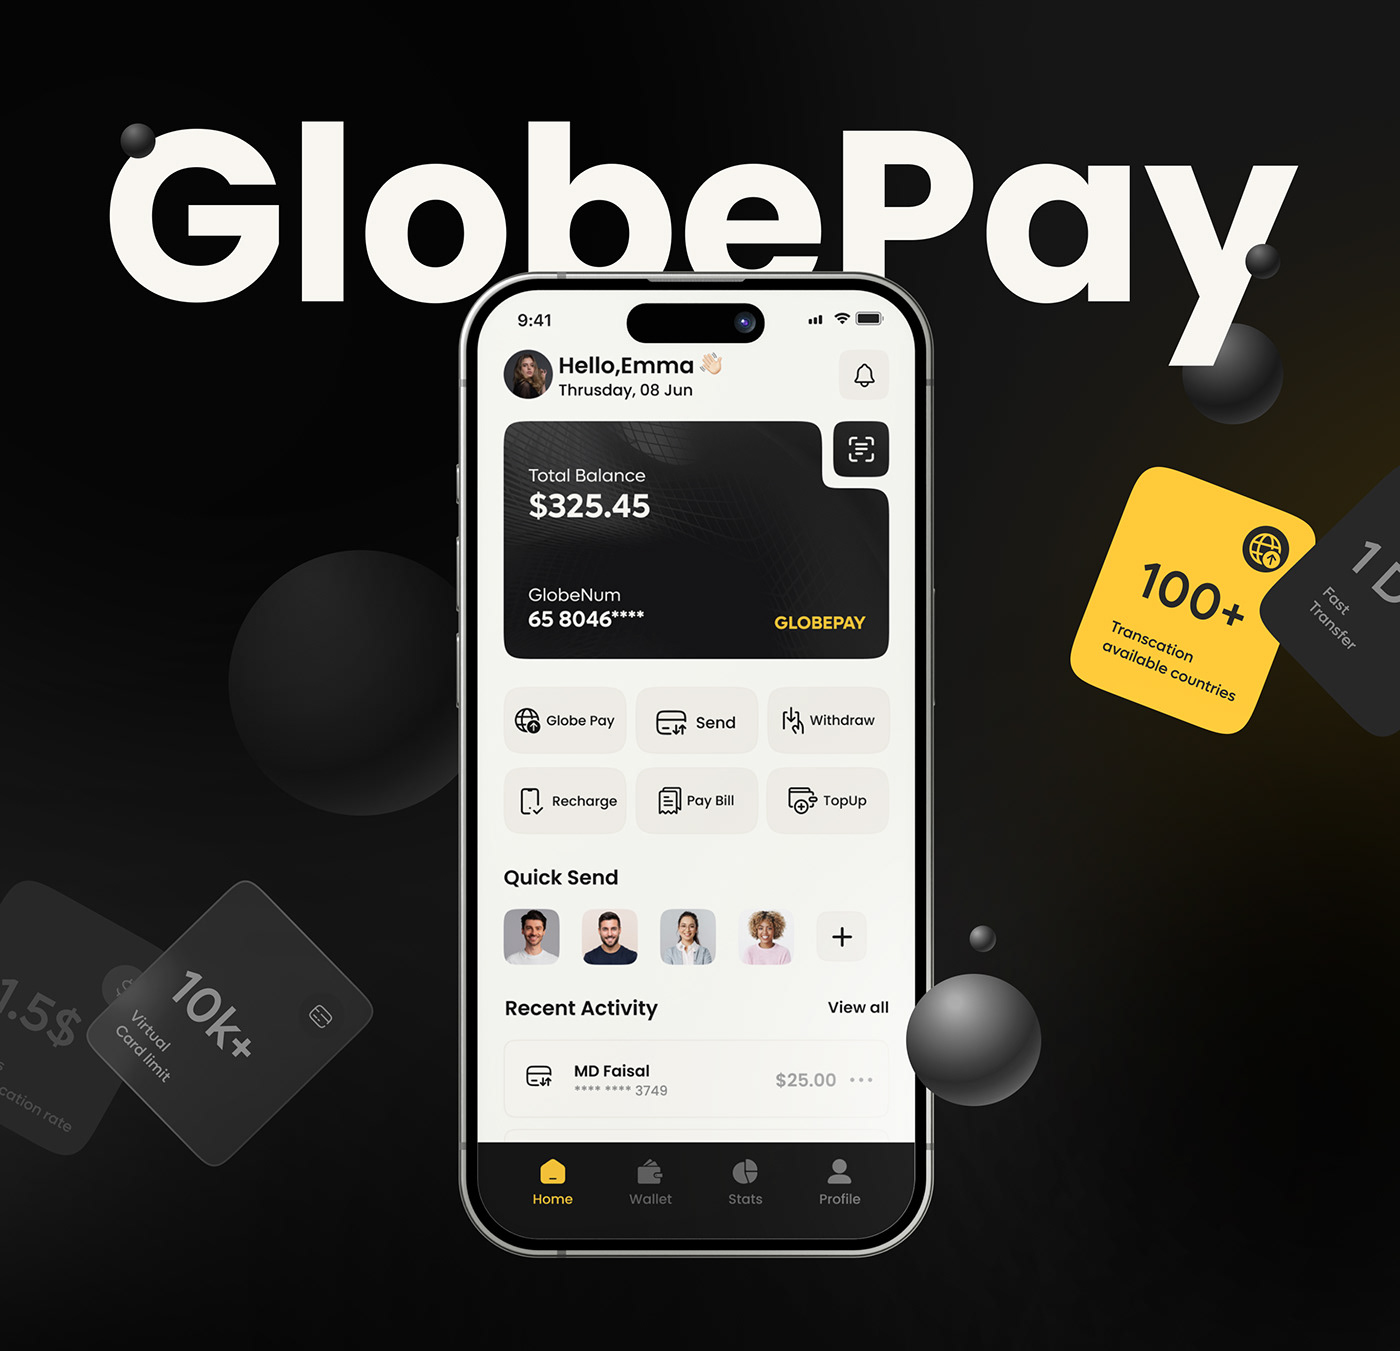 GlobePay
9:41
Hello,Emma
Thrusday, 08 Jun
Total Balance
$325.45
GlobeNum
65 8046****
GLOBEPAY
Globe Pay
Send
Withdraw
Recharge
Pay Bill
TopUp
Quick Send
Recent Activity
View all
MD Faisal
**** **** 3749
$25.00
Home
Wallet
Stats
Profile
100+
Transcation
available countries
1 D
Fast
Transfer
1.5$
cation rate
10k+
Virtual
Card limit